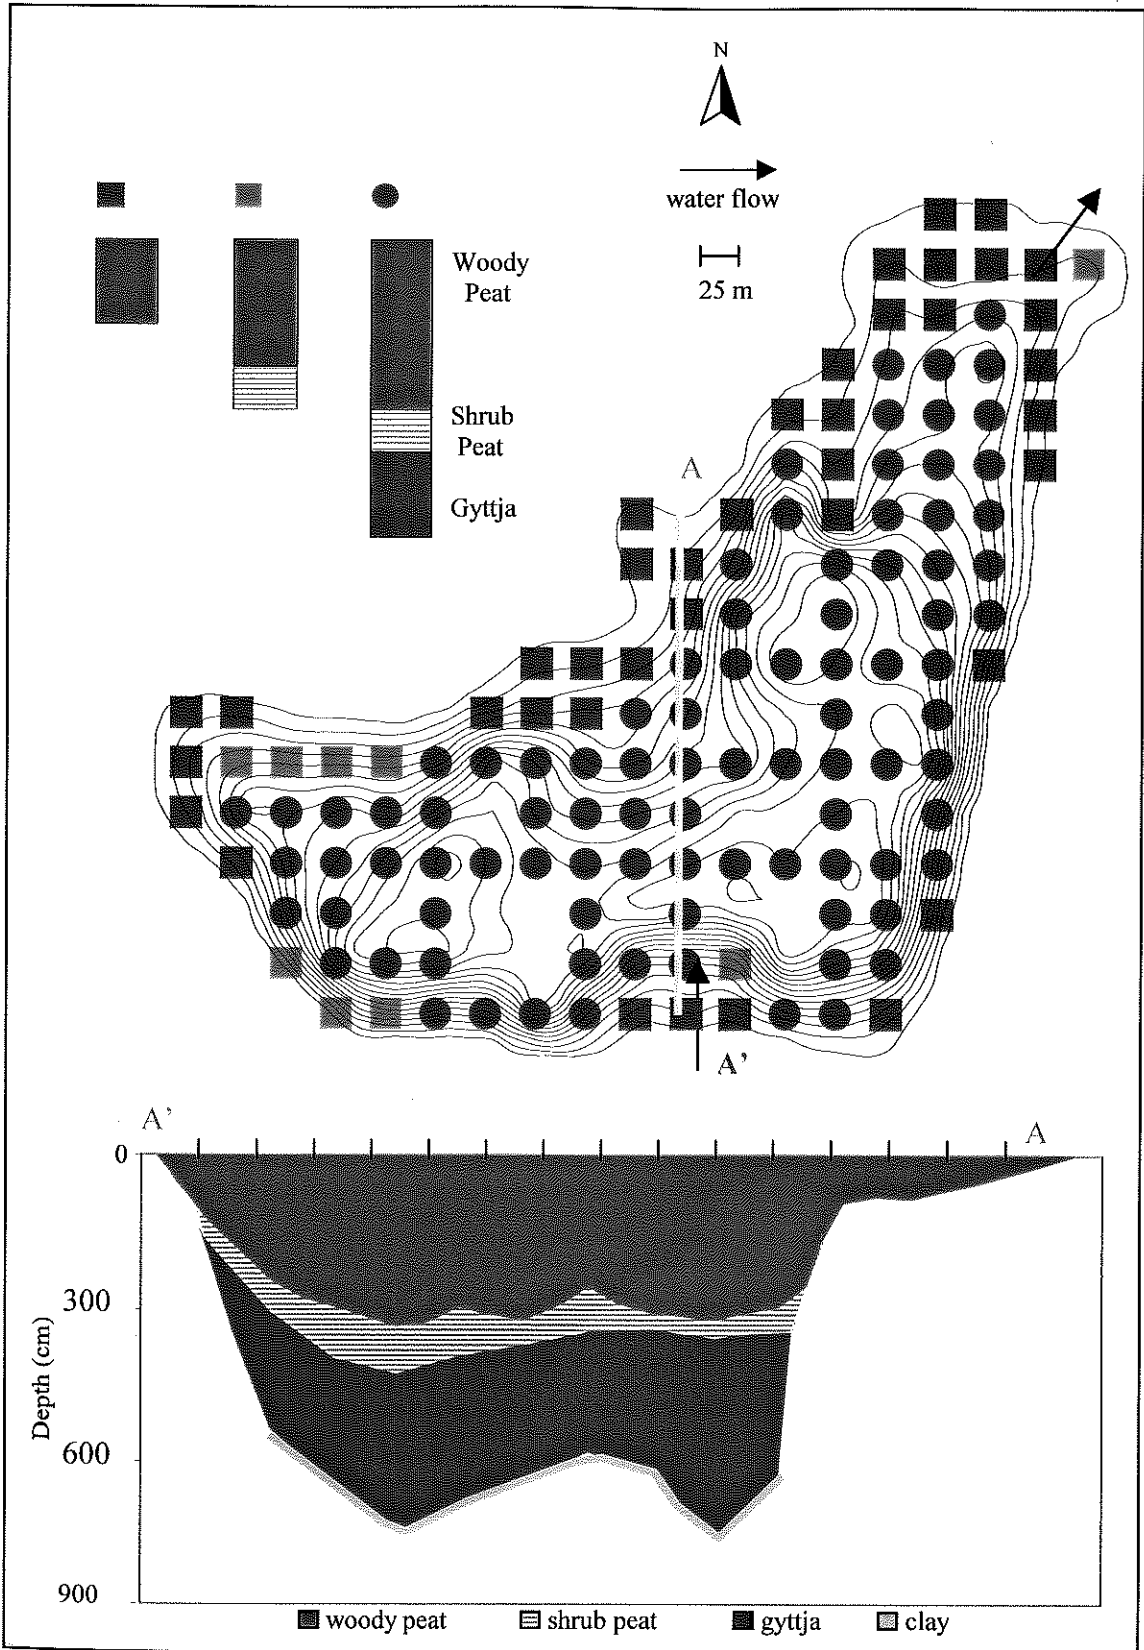 N
water flow
25 m
Woody
Peat
Shrub
Peat
Gyttja
A
A'
A'
A
0
300
600
900
Depth (cm)
woody peat
shrub peat
gyttja
clay